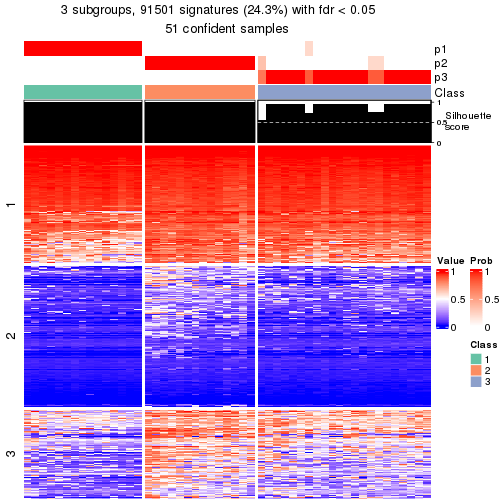 3 subgroups, 91501 signatures (24.3%) with fdr < 0.05
51 confident samples
p1
p2
p3
Class
1
0.5
0
Silhouette
score
1
2
3
Value Prob
1 1
0.5 0.5
0 0
Class
1
2
3